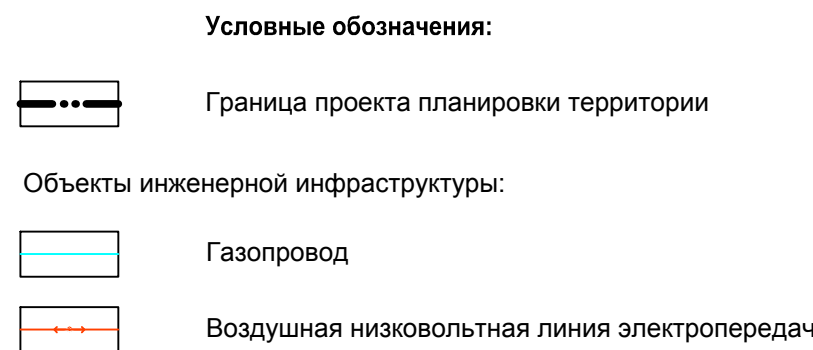 Условные обозначения:
Граница проекта планировки территории
Объекты инженерной инфраструктуры:
Газопровод
Воздушная низковольтная линия электропередач